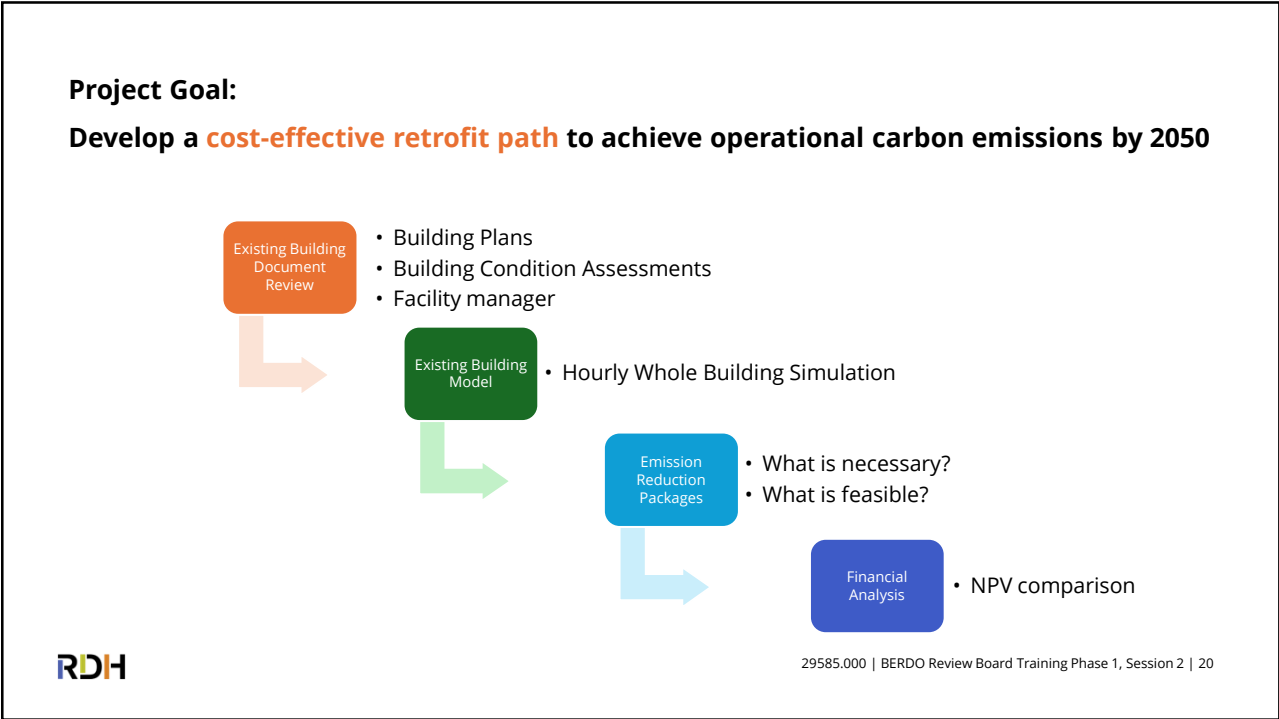 Project Goal:
Develop a cost-effective retrofit path to achieve operational carbon emissions by 2050
Existing Building
Document
Review
• Building Plans
• Building Condition Assessments
• Facility manager
Existing Building
Model
• Hourly Whole Building Simulation
Emission
Reduction
Packages
• What is necessary?
• What is feasible?
Financial
Analysis
• NPV comparison
RDH
29585.000 | BERDO Review Board Training Phase 1, Session 2 | 20